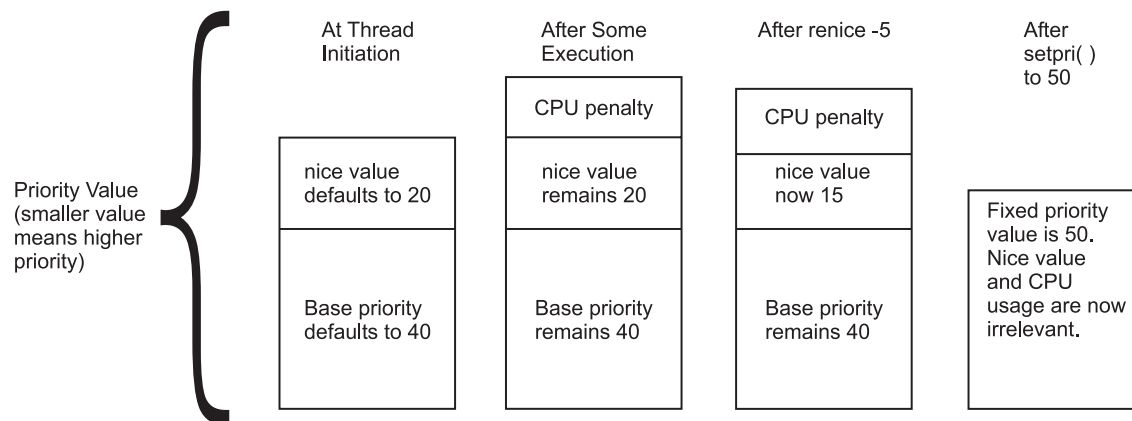 At Thread
Initiation
After Some
Execution
After renice -5
After
setpri( )
to 50
Priority Value
(smaller value
means higher
priority)
nice value
defaults to 20
Base priority
defaults to 40
CPU penalty
nice value
remains 20
Base priority
remains 40
CPU penalty
nice value
now 15
Base priority
remains 40
Fixed priority
value is 50.
Nice value
and CPU
usage are now
irrelevant.